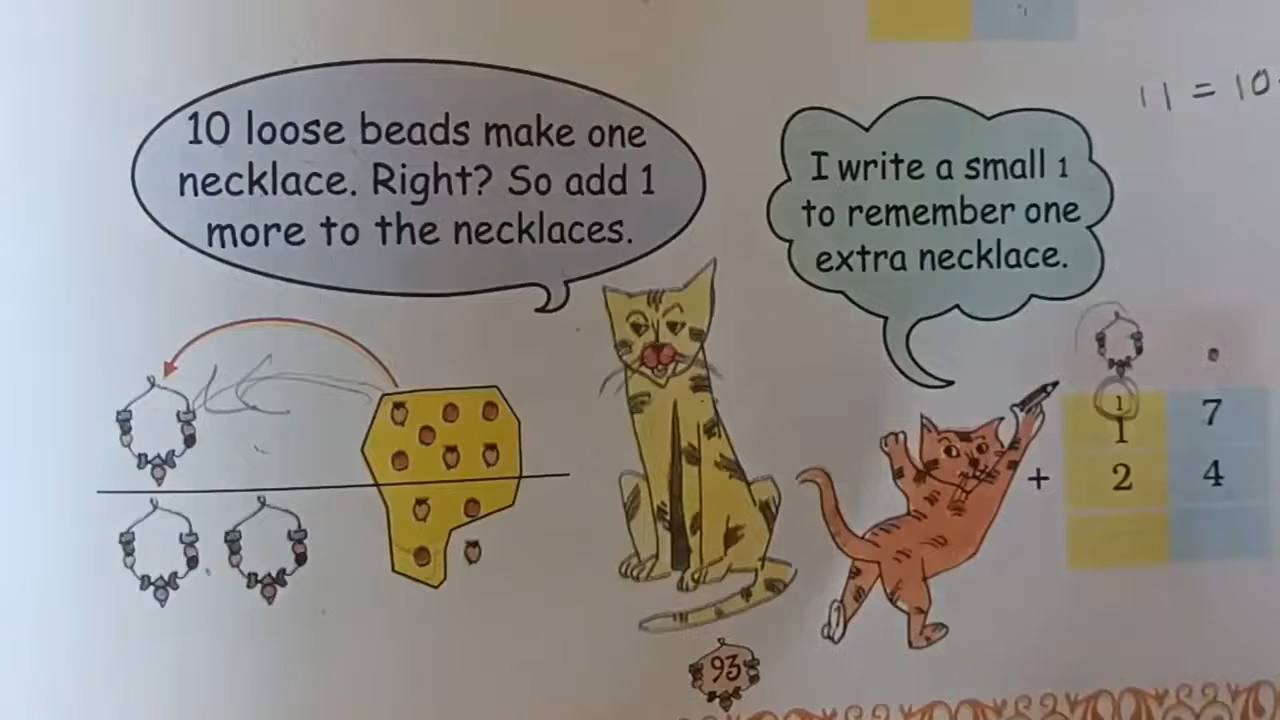 11 = 10
10 loose beads make one
necklace. Right? So add 1
more to the necklaces.
I write a small 1
to remember one
extra necklace.
1
1 7
+ 2 4
93